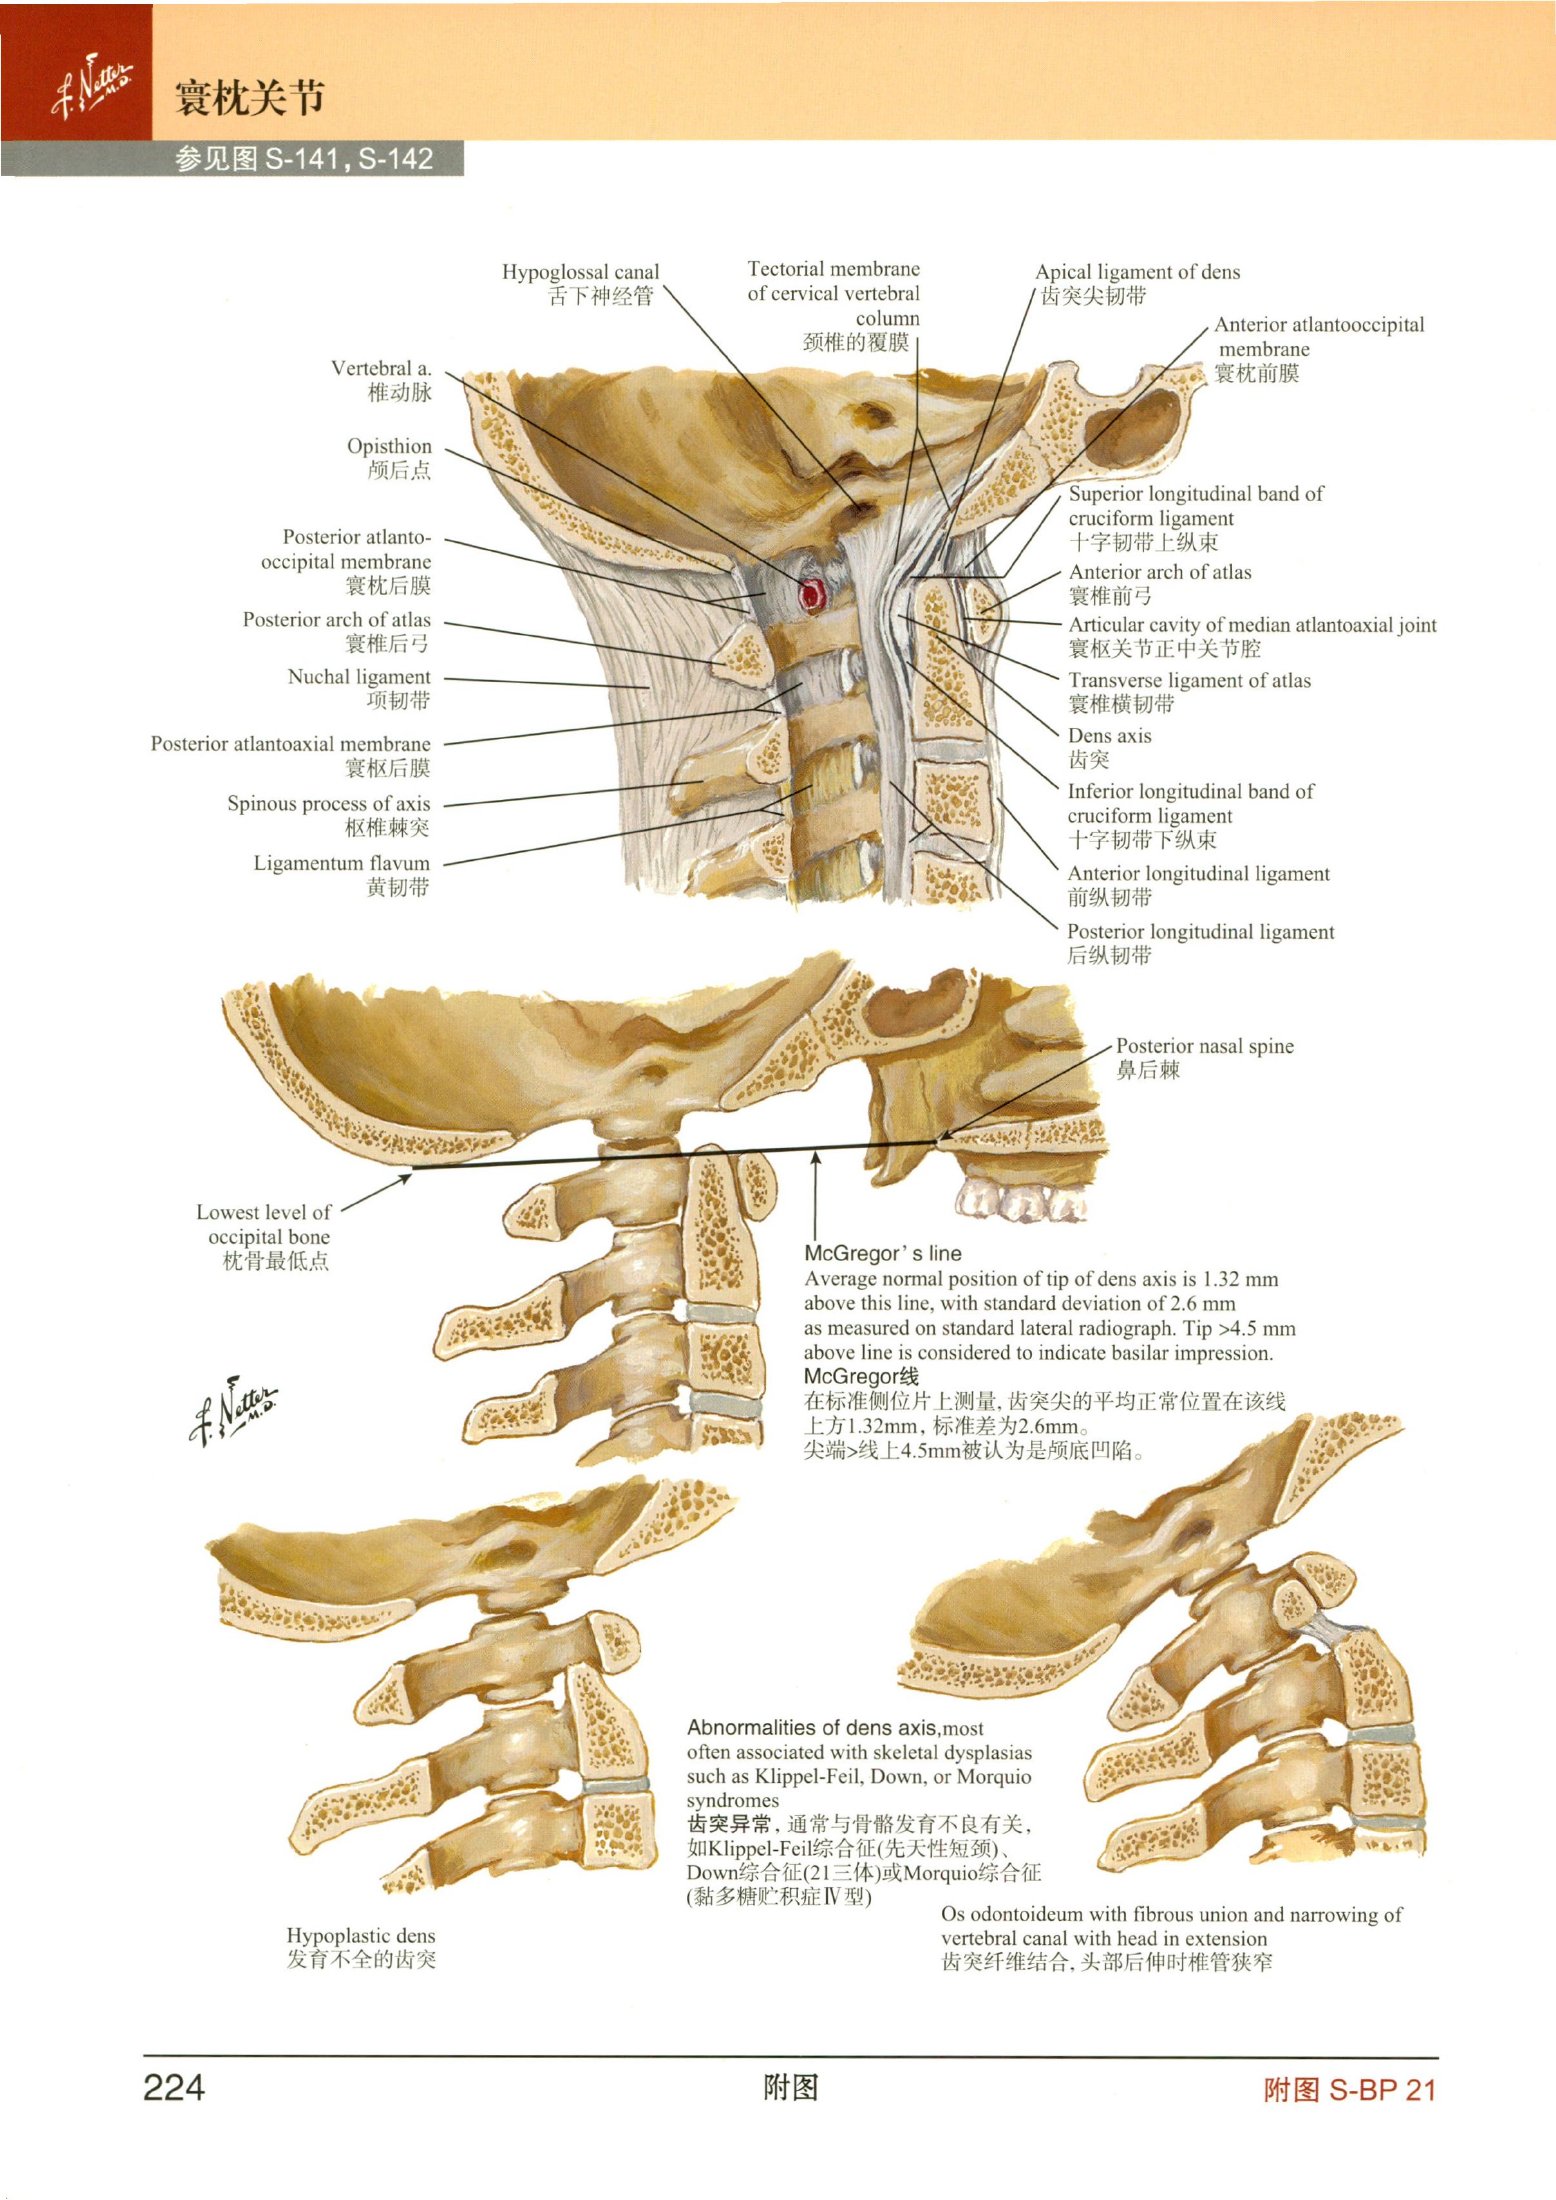 F. Netter M.D.
寰枕关节
参见图 S-141, S-142
Hypoglossal canal
舌下神经管
Tectorial membrane
of cervical vertebral
column
颈椎的覆膜
Apical ligament of dens
齿突尖韧带
Anterior atlantooccipital
membrane
寰枕前膜
Vertebral a.
椎动脉
Opisthion
颅后点
Posterior atlanto-
occipital membrane
寰枕后膜
Posterior arch of atlas
寰椎后弓
Nuchal ligament
项韧带
Posterior atlantoaxial membrane
寰枢后膜
Spinous process of axis
枢椎棘突
Ligamentum flavum
黄韧带
Superior longitudinal band of
cruciform ligament
十字韧带上纵束
Anterior arch of atlas
寰椎前弓
Articular cavity of median atlantoaxial joint
寰枢关节正中关节腔
Transverse ligament of atlas
寰椎横韧带
Dens axis
齿突
Inferior longitudinal band of
cruciform ligament
十字韧带下纵束
Anterior longitudinal ligament
前纵韧带
Posterior longitudinal ligament
后纵韧带
Posterior nasal spine
鼻后棘
Lowest level of
occipital bone
枕骨最低点
McGregor’s line
Average normal position of tip of dens axis is 1.32 mm
above this line, with standard deviation of 2.6 mm
as measured on standard lateral radiograph. Tip >4.5 mm
above line is considered to indicate basilar impression.
McGregor线
在标准侧位片上测量, 齿突尖的平均正常位置在该线
上方1.32mm, 标准差为2.6mm。
尖端>线上4.5mm被认为是颅底凹陷。
F. Netter M.D.
Abnormalities of dens axis,most
often associated with skeletal dysplasias
such as Klippel-Feil, Down, or Morquio
syndromes
齿突异常, 通常与骨骼发育不良有关,
如Klippel-Feil综合征(先天性短颈)、
Down综合征(21三体)或Morquio综合征
(黏多糖贮积症Ⅳ型)
Hypoplastic dens
发育不全的齿突
Os odontoideum with fibrous union and narrowing of
vertebral canal with head in extension
齿突纤维结合, 头部后伸时椎管狭窄
224
附图
附图 S-BP 21